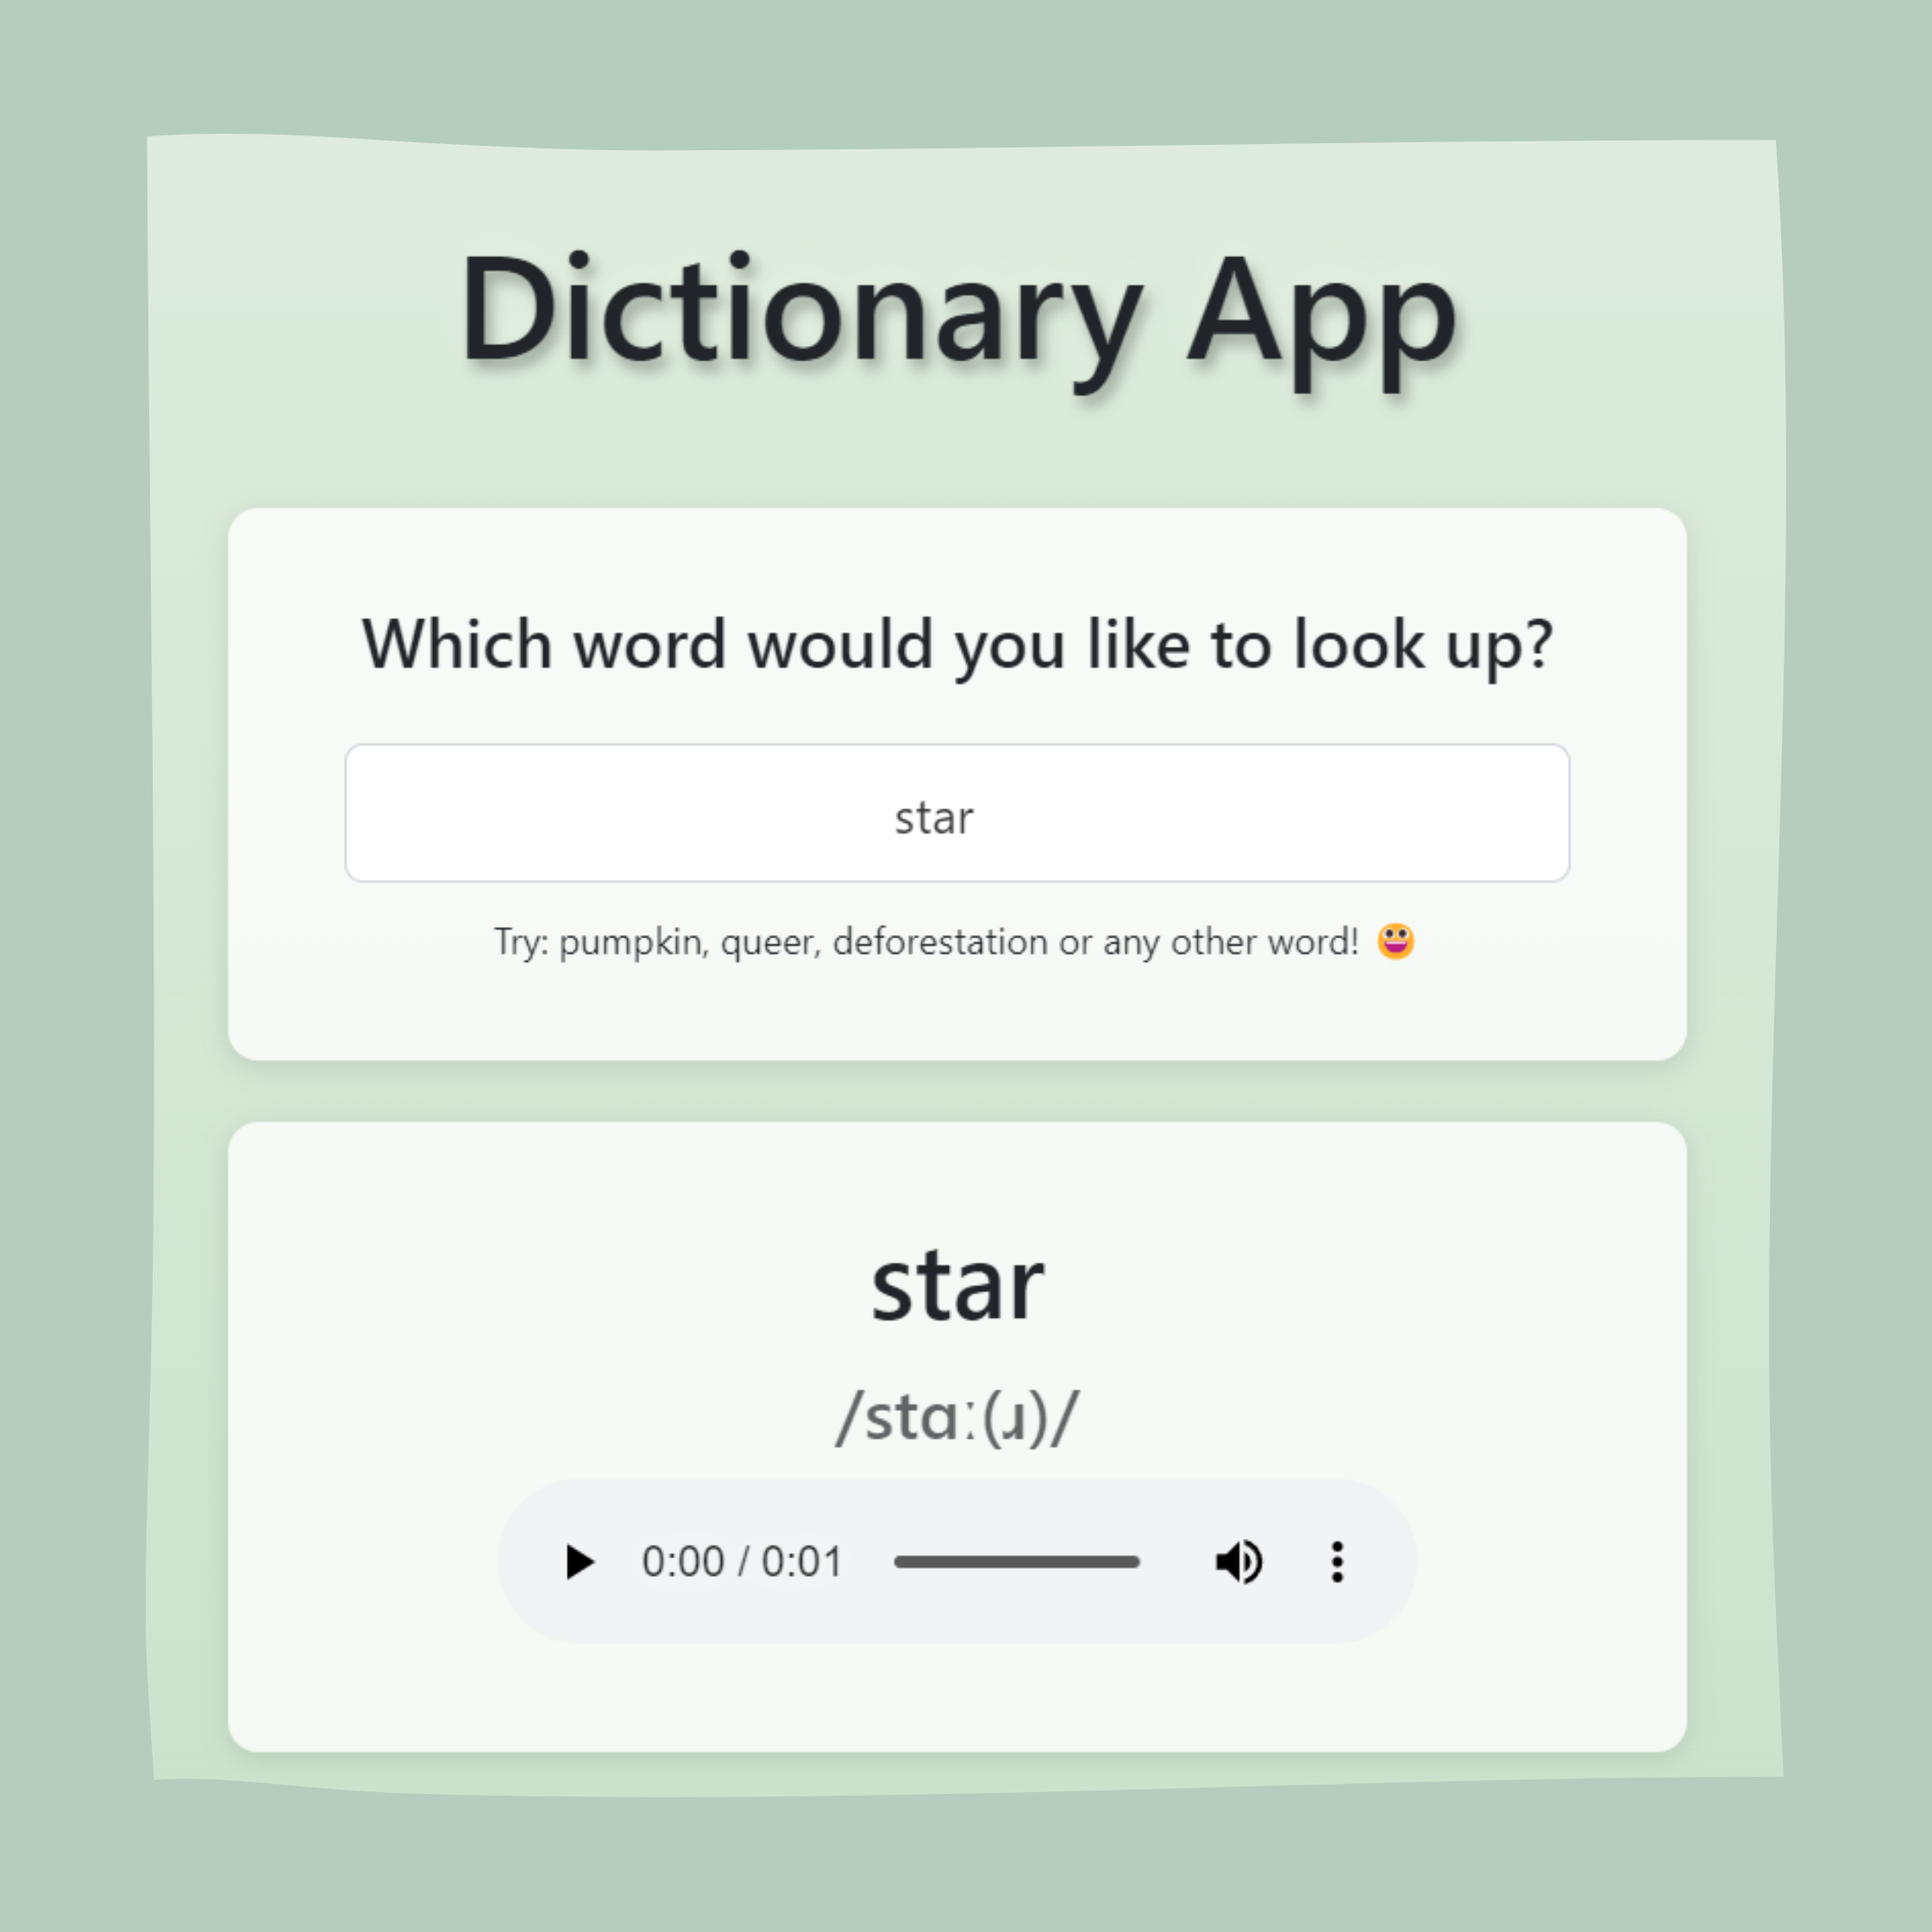 Dictionary App
Which word would you like to look up?
star
Try: pumpkin, queer, deforestation or any other word! 😀
star
/stɑː(ɹ)/
0:00 / 0:01